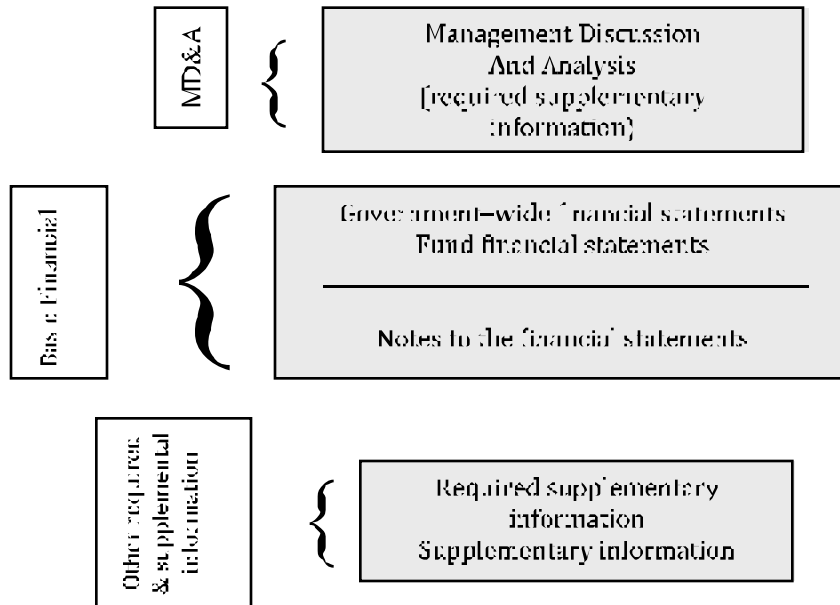 MD&A
Management Discussion
And Analysis
(required supplementary
information)
Basic Financial
Government-wide financial statements
Fund financial statements
Notes to the financial statements
Other required
& supplemental
information
Required supplementary
information
Supplementary information